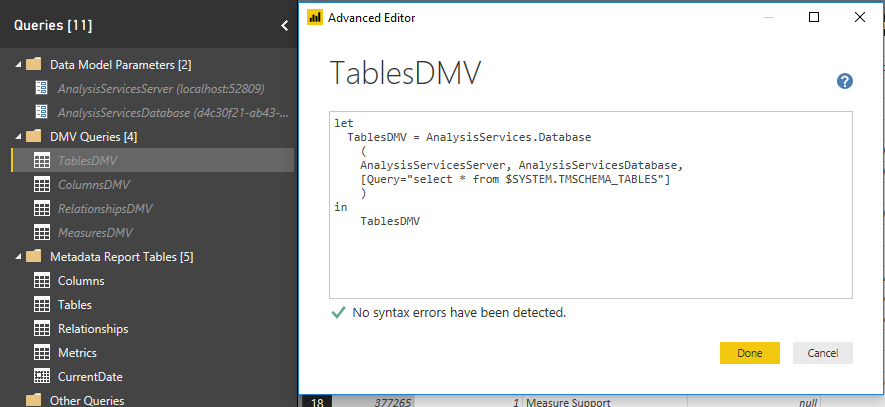 Queries [11]
Data Model Parameters [2]
AnalysisServicesServer (localhost:52809)
AnalysisServicesDatabase (d4c30f21-ab43-...
DMV Queries [4]
TablesDMV
ColumnsDMV
RelationshipsDMV
MeasuresDMV
Metadata Report Tables [5]
Columns
Tables
Relationships
Metrics
CurrentDate
Other Queries
Advanced Editor
TablesDMV
?
let
TablesDMV = AnalysisServices.Database
(
AnalysisServicesServer, AnalysisServicesDatabase,
[Query="select * from $SYSTEM.TMSCHEMA_TABLES"]
)
in
TablesDMV
No syntax errors have been detected.
Done
Cancel
18 377265 1 Measure Support null